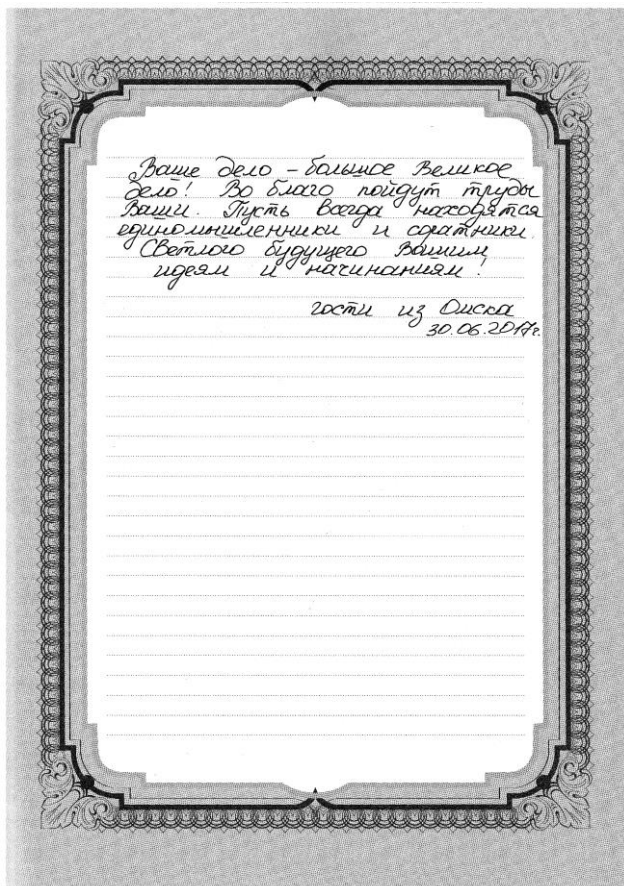 Ваше дело – большое Великое
дело! Во благо пойдут труды
Ваши. Пусть всегда находятся
единомышленники и соратники.
Светлого будущего Вашим
идеям и начинаниям!
гости из Омска
30.06.2017г.